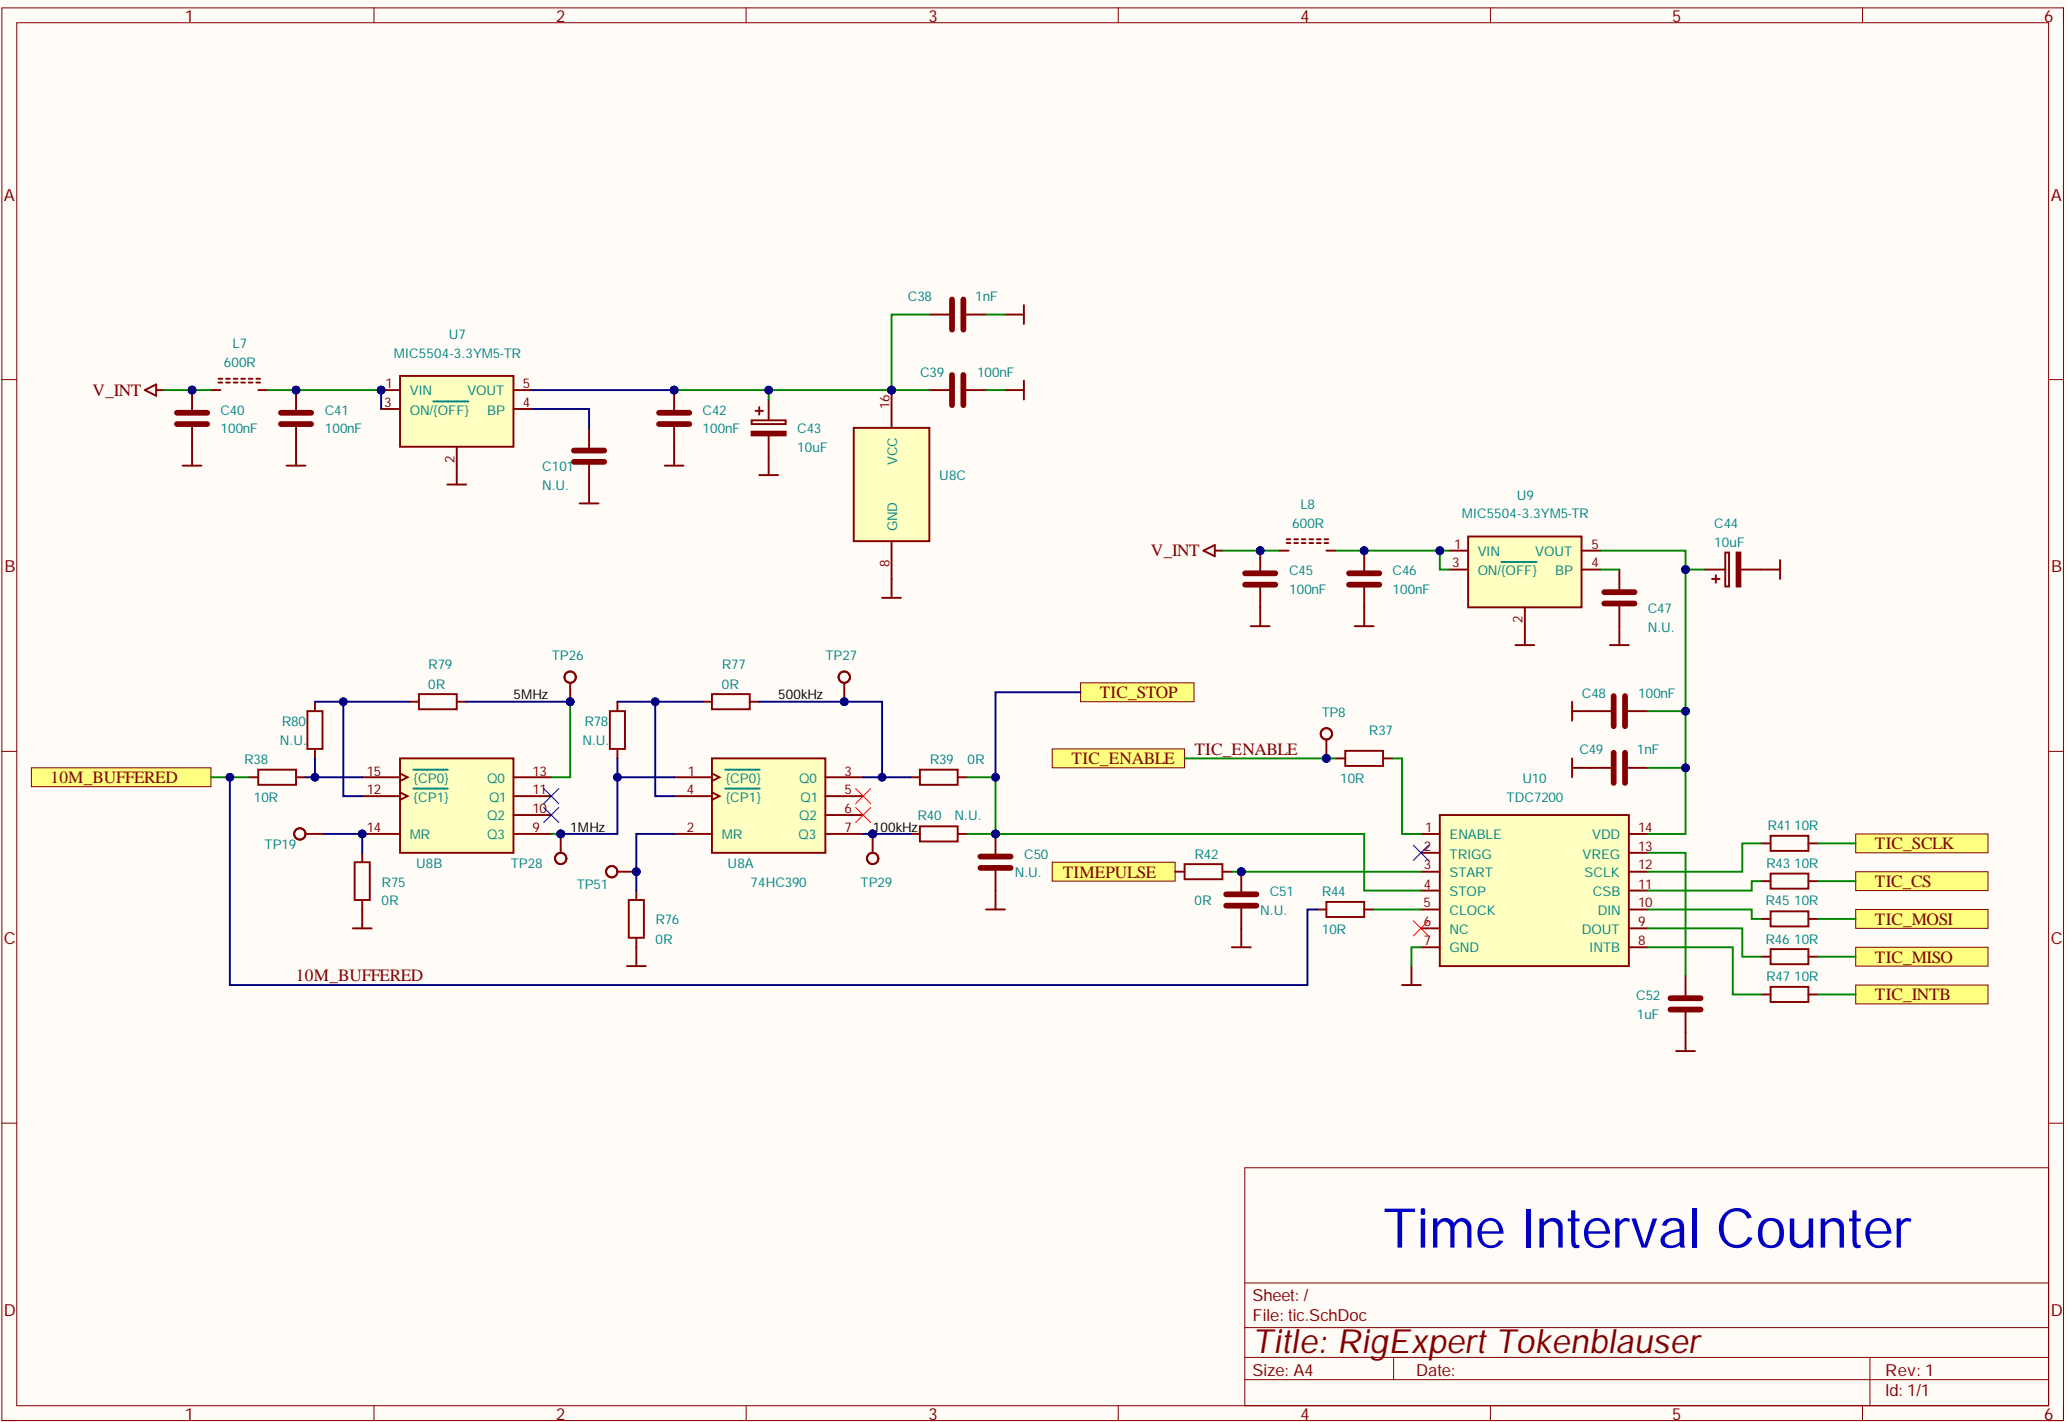 1 2 3 4 5 6
A A
C38 1nF
U7
MIC5504-3.3YM5-TR
L7
600R
C39 100nF
V_INT
1 VIN VOUT 5
3 ON/{OFF} BP 4
2
C40
100nF
C41
100nF
C101
N.U.
C42
100nF
+
C43
10uF
16
VCC
GND
8
U8C
U9
MIC5504-3.3YM5-TR
L8
600R
C44
10uF
+
V_INT
1 VIN VOUT 5
3 ON/{OFF} BP 4
2
B B
C45
100nF
C46
100nF
C47
N.U.
R79
0R
TP26
5MHz
R77
0R
TP27
500kHz
TIC_STOP
C48 100nF
R80
N.U.
R78
N.U.
TP8
R37
10R
TIC_ENABLE
TIC_ENABLE
C49 1nF
10M_BUFFERED
R38
10R
15 {CP0} Q0 13
12 {CP1} Q1 11
Q2 10
14 MR Q3 9
U8B
1MHz
TP28
TP19
R75
0R
1 {CP0} Q0 3
4 {CP1} Q1 5
Q2 6
2 MR Q3 7
U8A
74HC390
100kHz
TP29
TP51
R76
0R
R39 0R
R40 N.U.
C50
N.U.
TIMEPULSE
R42
0R
C51
N.U.
R44
10R
U10
TDC7200
1 ENABLE VDD 14
2 TRIGG VREG 13
3 START SCLK 12
4 STOP CSB 11
5 CLOCK DIN 10
6 NC DOUT 9
7 GND INTB 8
R41 10R
TIC_SCLK
R43 10R
TIC_CS
R45 10R
TIC_MOSI
R46 10R
TIC_MISO
R47 10R
TIC_INTB
C C
10M_BUFFERED
C52
1uF
Time Interval Counter
Sheet: /
File: tic.SchDoc
Title: RigExpert Tokenblauser
Size: A4 Date: Rev: 1
Id: 1/1
D D
1 2 3 4 5 6